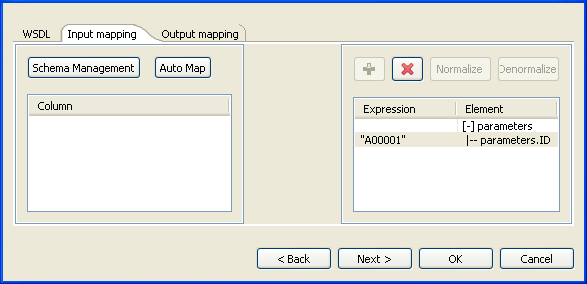 WSDL Input mapping Output mapping
Schema Management Auto Map Normalize Denormalize
Column
Expression Element
[-] parameters
"A00001" |-- parameters.ID
< Back Next > OK Cancel